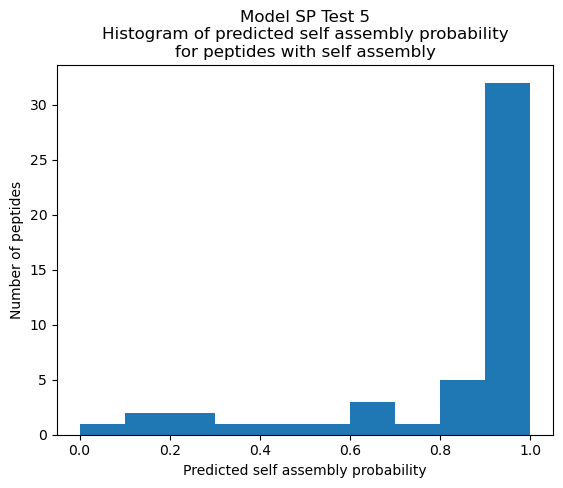 Model SP Test 5
Histogram of predicted self assembly probability
for peptides with self assembly
Number of peptides
30
25
20
15
10
5
0
0.0 0.2 0.4 0.6 0.8 1.0
Predicted self assembly probability